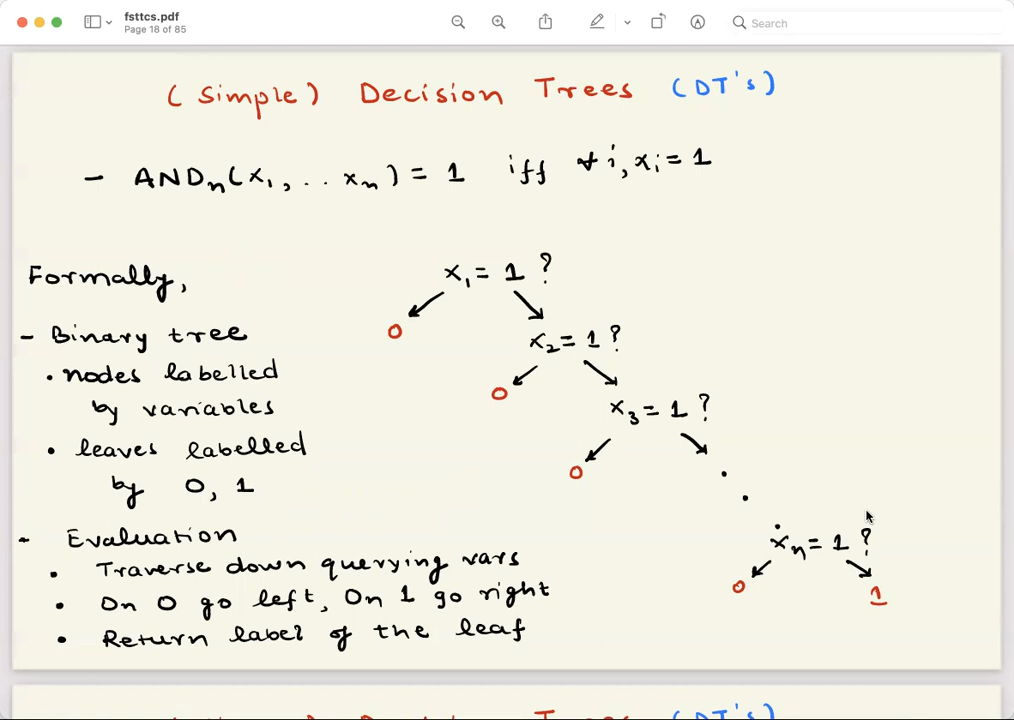 fsttcs.pdf
Page 18 of 85
Search
(Simple) Decision Trees (DT's)
- ANDₙ(x₁,..xₙ) = 1 iff ∀i, xᵢ = 1
Formally,
- Binary tree
• nodes labelled
by variables
• leaves labelled
by 0, 1
- Evaluation
• Traverse down querying vars
• On 0 go left, On 1 go right
• Return label of the leaf
x₁ = 1 ?
0
x₂ = 1 ?
0
x₃ = 1 ?
0
xₙ = 1 ?
0
1
(DT's)